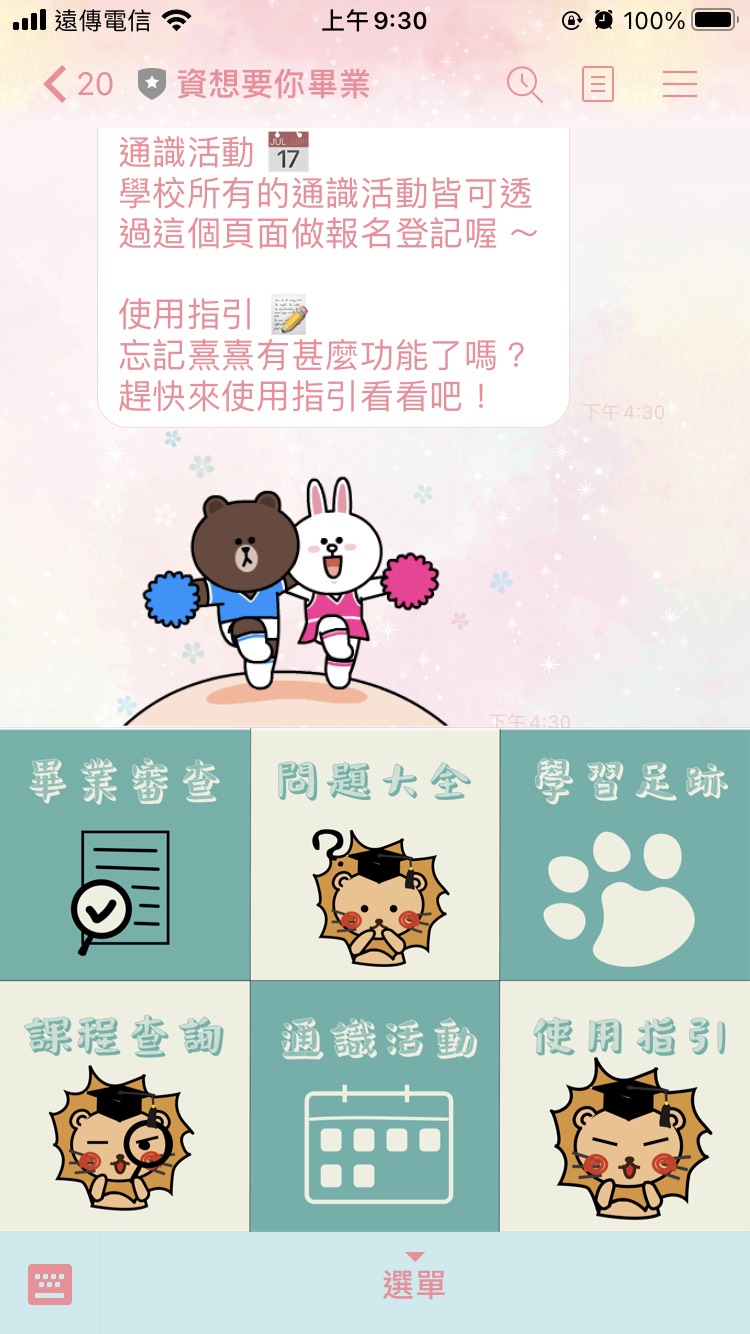 遠傳電信 上午9:30 100%
20 資想要你畢業
通識活動
JUL 17
學校所有的通識活動皆可透
過這個頁面做報名登記喔 ～
使用指引
忘記熹熹有甚麼功能了嗎？
趕快來使用指引看看吧！
下午4:30
下午4:30
畢業審查 問題大全 學習足跡
課程查詢 通識活動 使用指引
選單